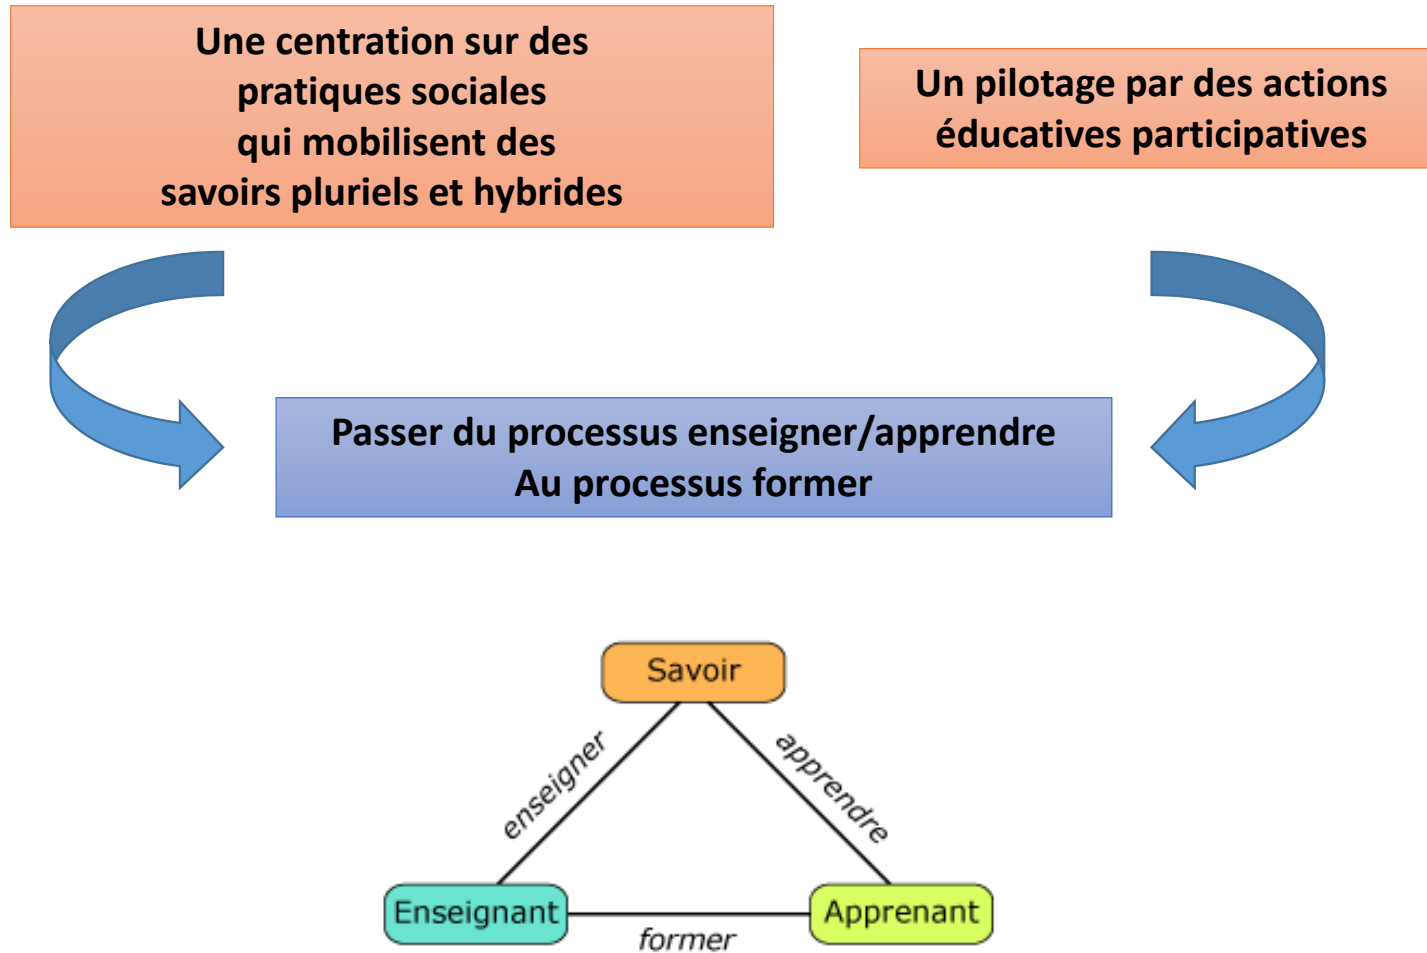 Une centration sur des
pratiques sociales
qui mobilisent des
savoirs pluriels et hybrides
Un pilotage par des actions
éducatives participatives
Passer du processus enseigner/apprendre
Au processus former
Savoir
enseigner
apprendre
Enseignant
Apprenant
former